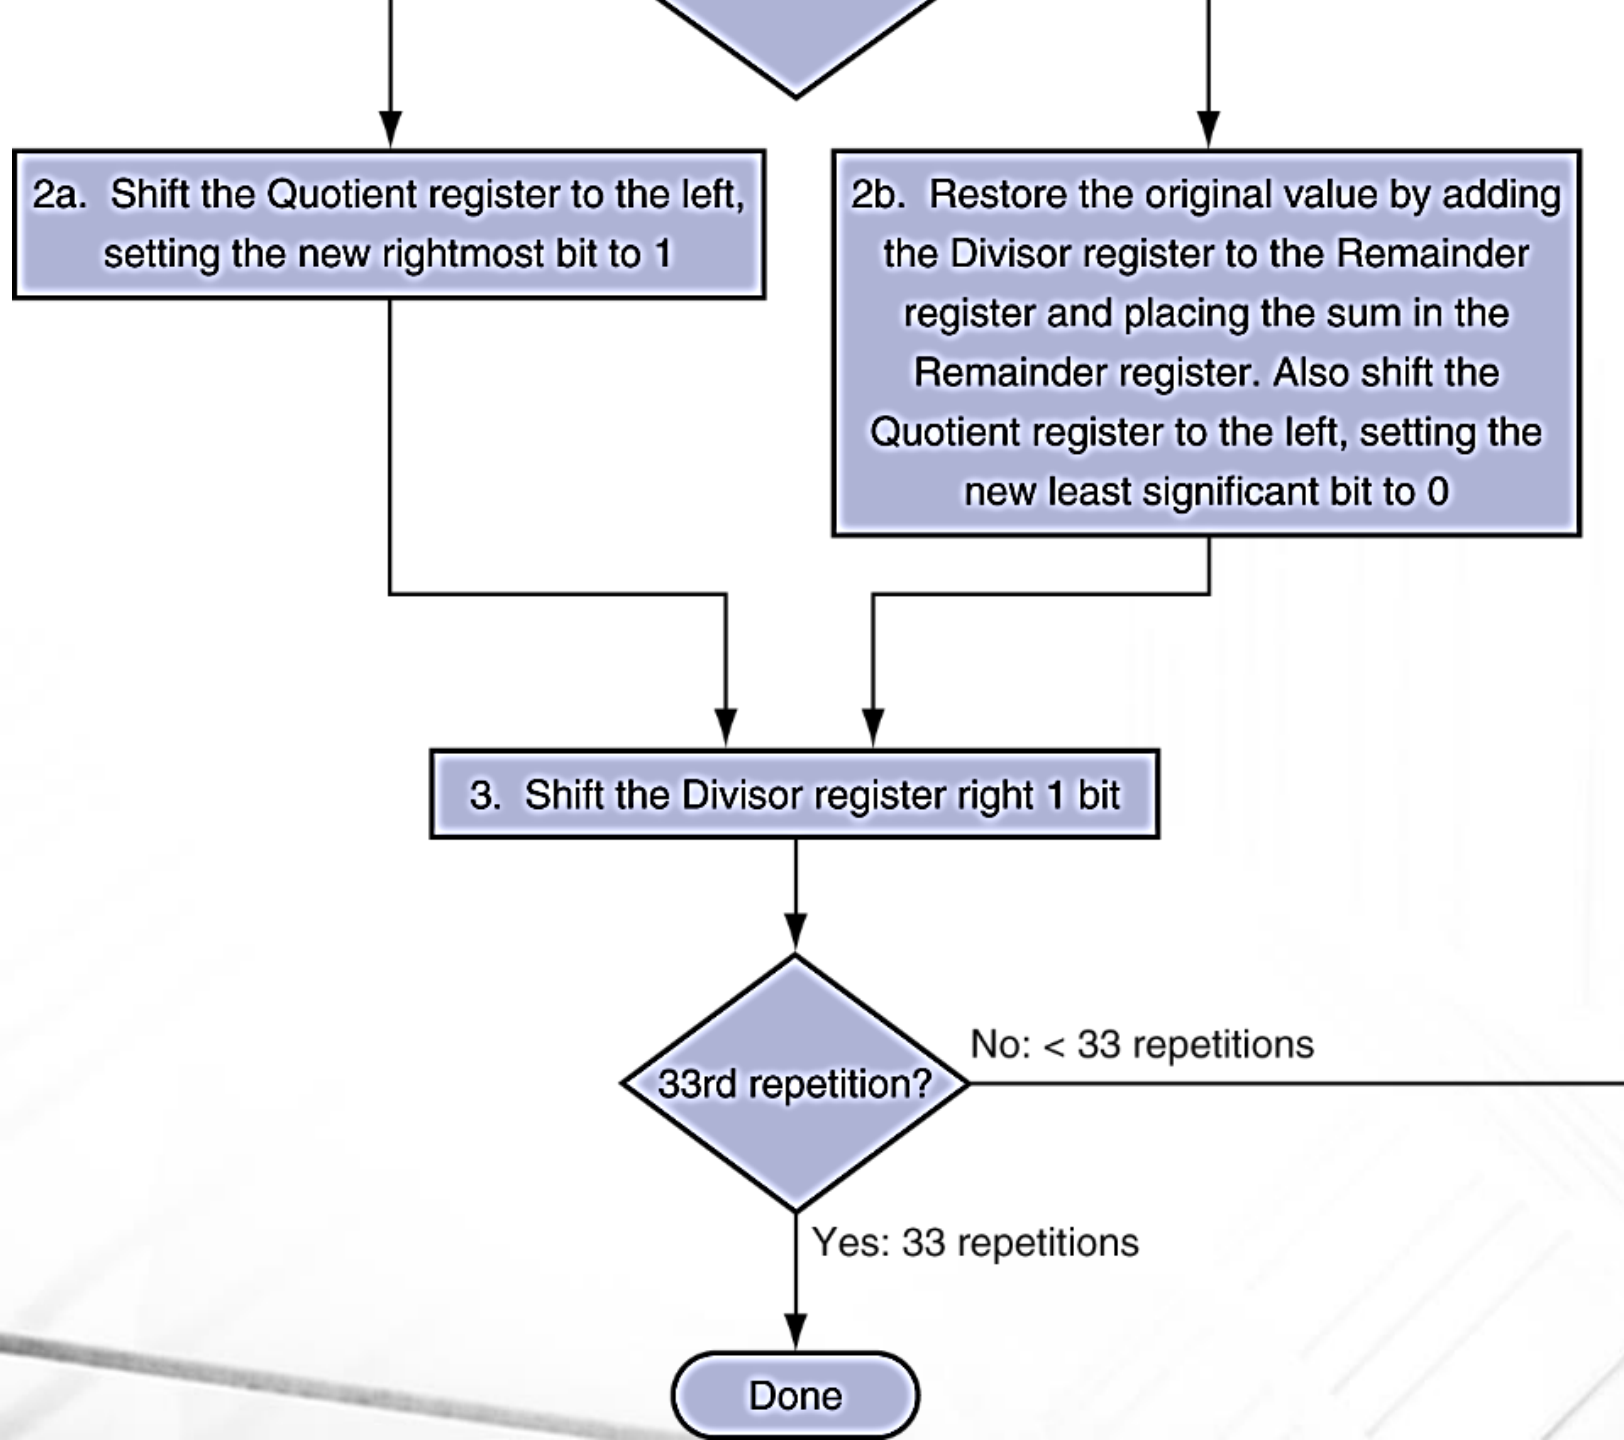 2a. Shift the Quotient register to the left,
setting the new rightmost bit to 1
2b. Restore the original value by adding
the Divisor register to the Remainder
register and placing the sum in the
Remainder register. Also shift the
Quotient register to the left, setting the
new least significant bit to 0
3. Shift the Divisor register right 1 bit
33rd repetition?
No: < 33 repetitions
Yes: 33 repetitions
Done